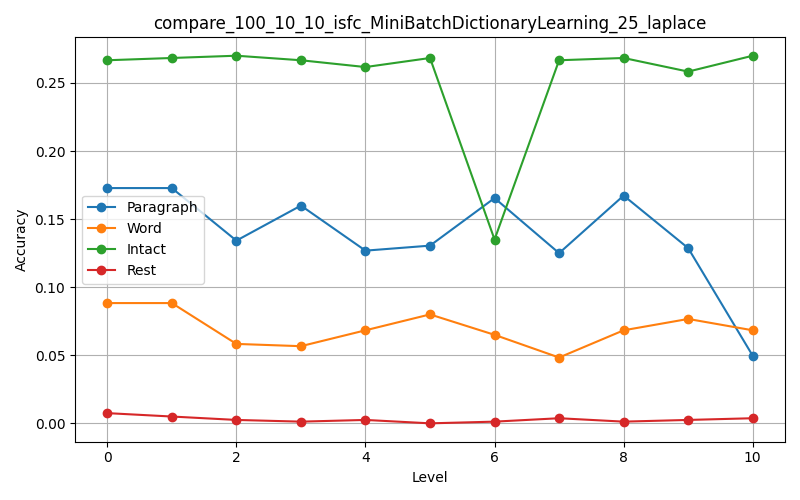 compare_100_10_10_isfc_MiniBatchDictionaryLearning_25_laplace
Accuracy
0.25
0.20
0.15
0.10
0.05
0.00
Paragraph
Word
Intact
Rest
0 2 4 6 8 10
Level